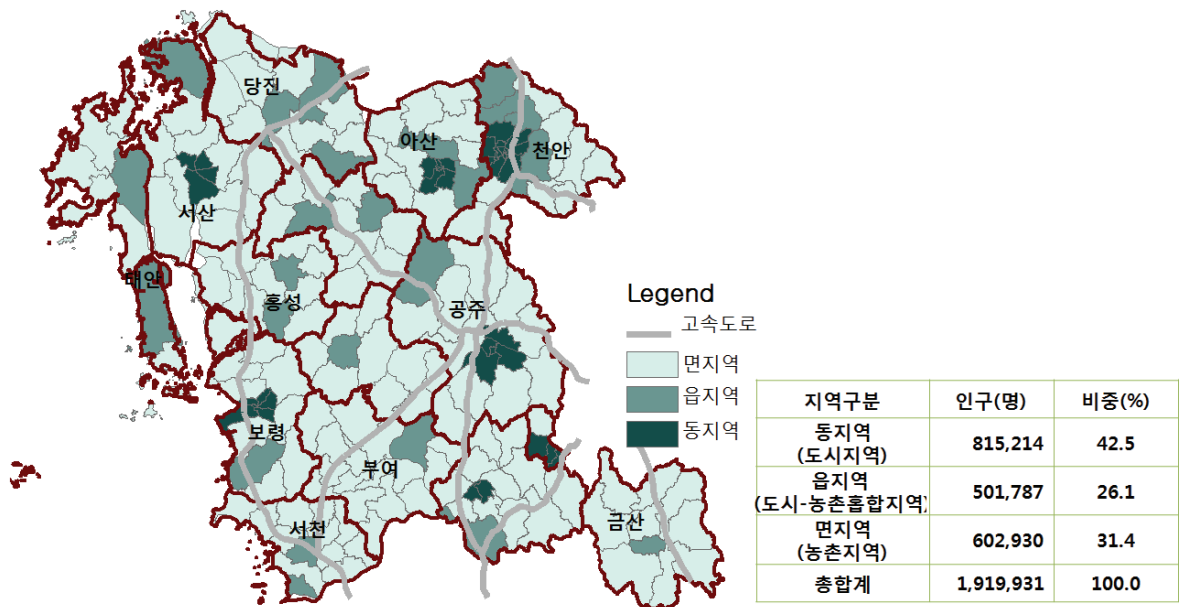 당진
아산
천안
서산
태안
홍성
공주
보령
부여
서천
금산
Legend
고속도로
면지역
읍지역
동지역
지역구분 인구(명) 비중(%)
동지역
(도시지역) 815,214 42.5
읍지역
(도시-농촌홉합지역) 501,787 26.1
면지역
(농촌지역) 602,930 31.4
총합계 1,919,931 100.0